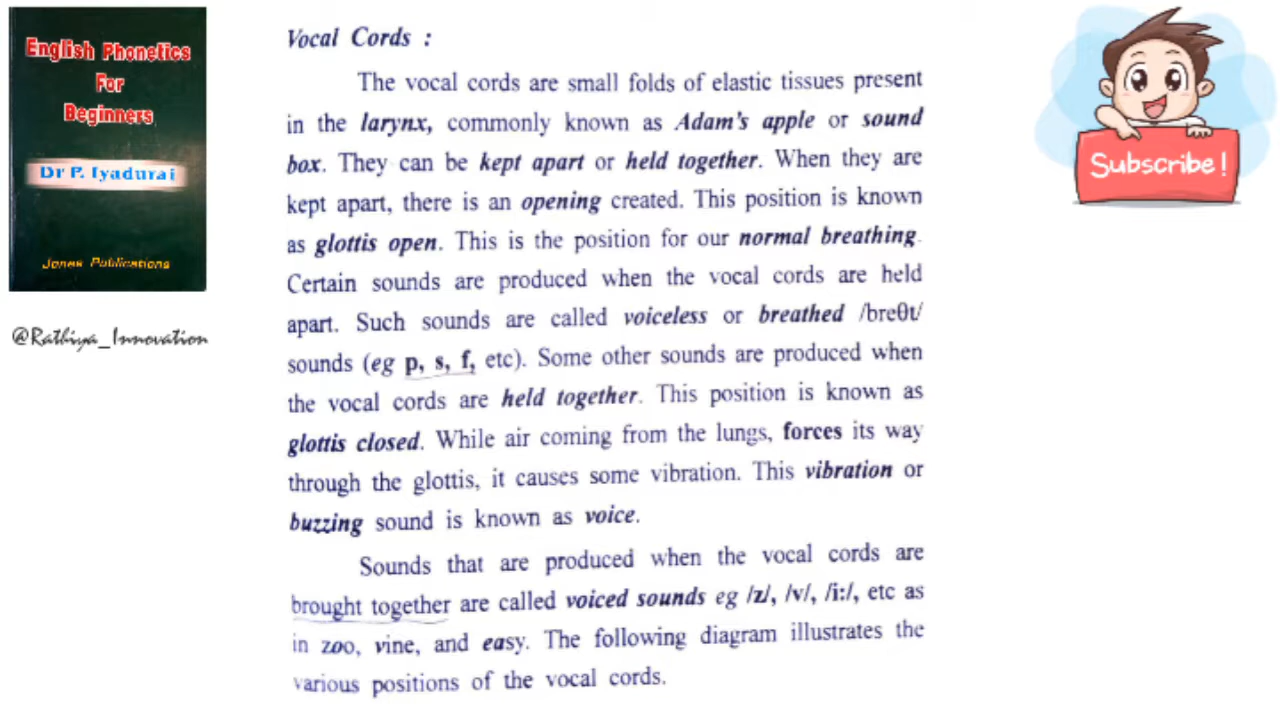 English Phonetics
For
Beginners
Dr P. Iyadurai
Jones Publications
@Rathiya_Innovation
Vocal Cords :
The vocal cords are small folds of elastic tissues present
in the larynx, commonly known as Adam's apple or sound
box. They can be kept apart or held together. When they are
kept apart, there is an opening created. This position is known
as glottis open. This is the position for our normal breathing.
Certain sounds are produced when the vocal cords are held
apart. Such sounds are called voiceless or breathed /breθt/
sounds (eg p, s, f, etc). Some other sounds are produced when
the vocal cords are held together. This position is known as
glottis closed. While air coming from the lungs, forces its way
through the glottis, it causes some vibration. This vibration or
buzzing sound is known as voice.
Sounds that are produced when the vocal cords are
brought together are called voiced sounds eg /z/, /v/, /i:/, etc as
in zoo, vine, and easy. The following diagram illustrates the
various positions of the vocal cords.
Subscribe!